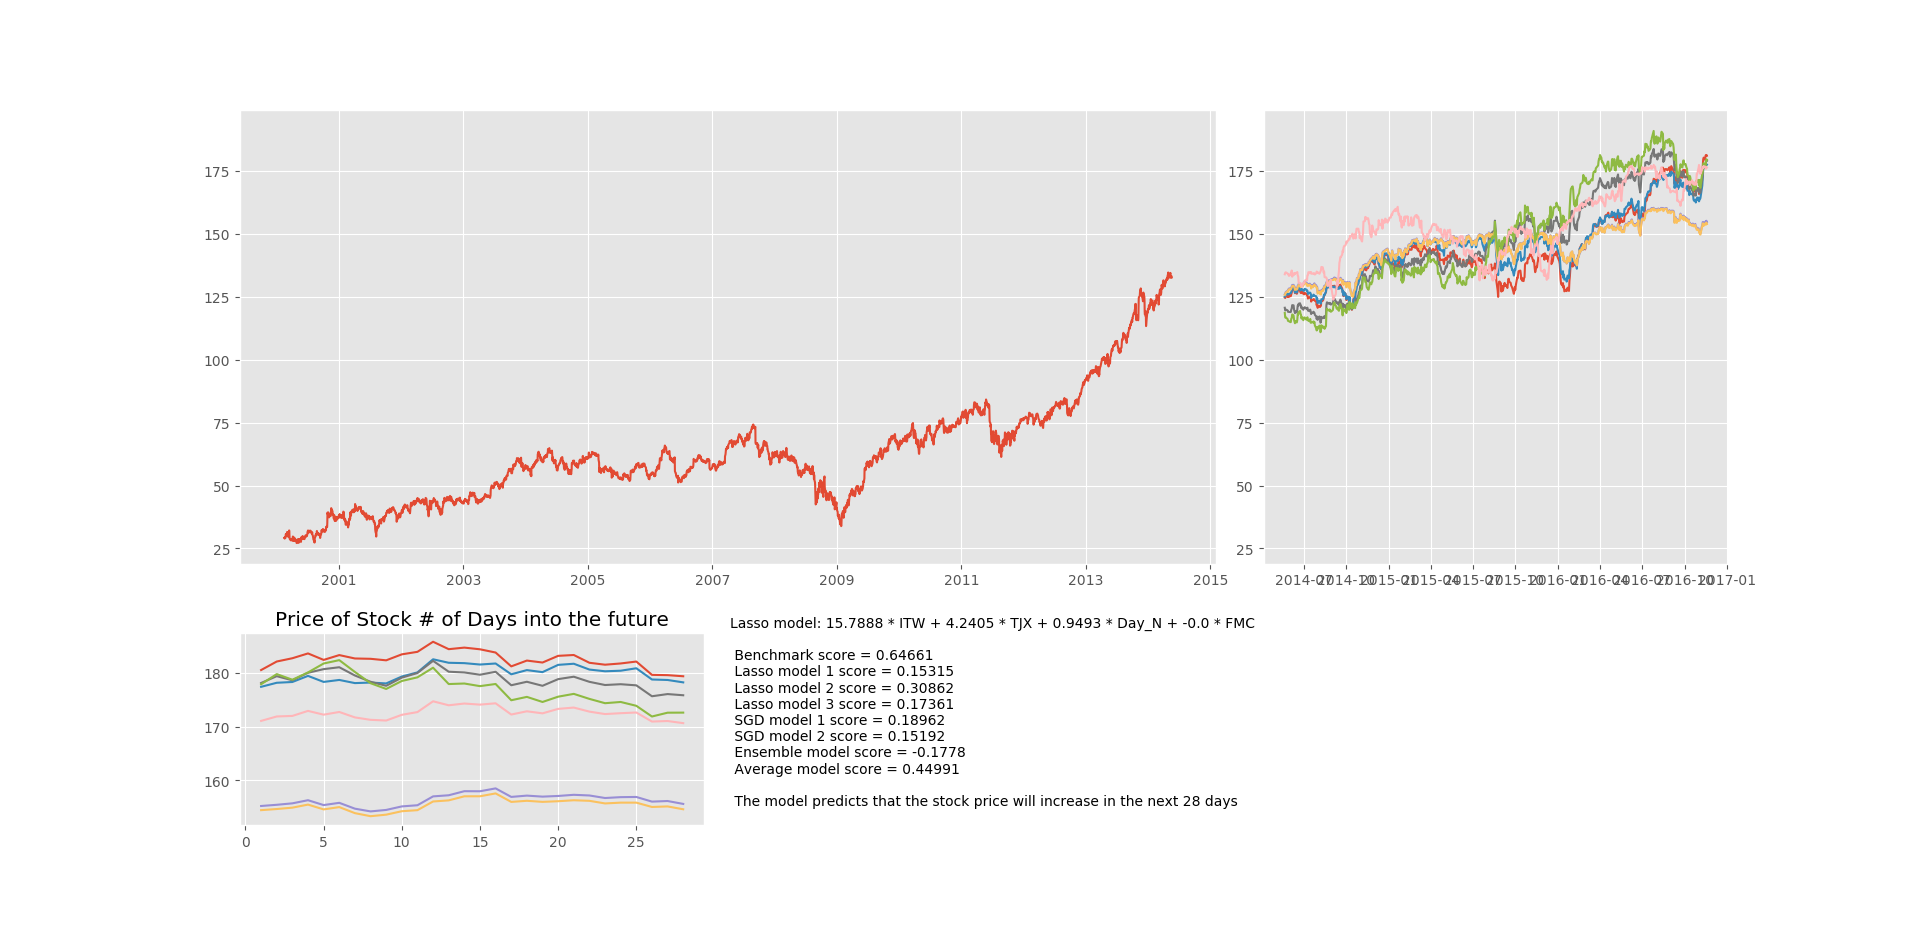 175
150
125
100
75
50
25
2001 2003 2005 2007 2009 2011 2013 2015
175
150
125
100
75
50
25
2014-07 2014-10 2015-01 2015-04 2015-07 2015-10 2016-01 2016-04 2016-07 2016-10 2017-01
Price of Stock # of Days into the future
180
170
160
0 5 10 15 20 25
Lasso model: 15.7888 * ITW + 4.2405 * TJX + 0.9493 * Day_N + -0.0 * FMC
Benchmark score = 0.64661
Lasso model 1 score = 0.15315
Lasso model 2 score = 0.30862
Lasso model 3 score = 0.17361
SGD model 1 score = 0.18962
SGD model 2 score = 0.15192
Ensemble model score = -0.1778
Average model score = 0.44991
The model predicts that the stock price will increase in the next 28 days